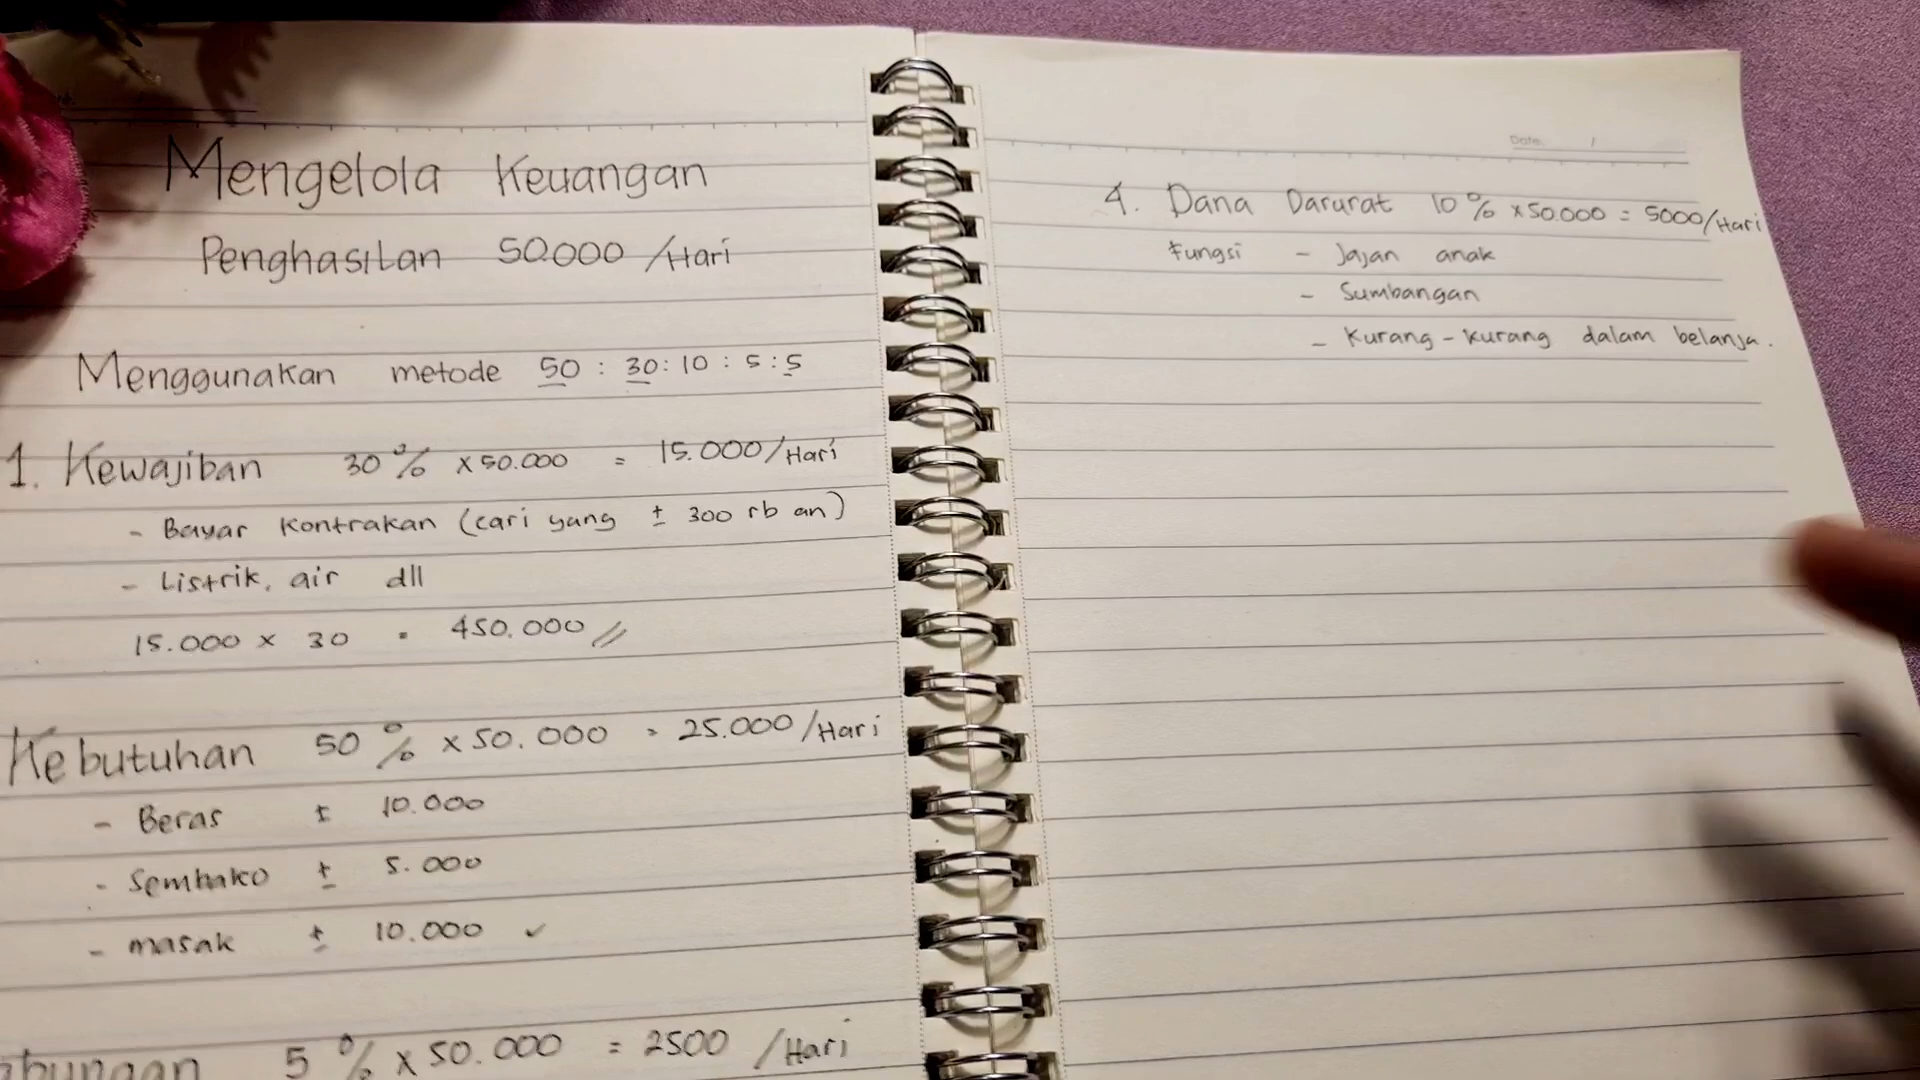 Mengelola Keuangan
Penghasilan 50.000 /Hari
Menggunakan metode 50 : 30 : 10 : 5 : 5
1. Kewajiban 30 % x 50.000 = 15.000/Hari
- Bayar Kontrakan (cari yang ± 300 rb an)
- Listrik, air dll
15.000 x 30 = 450.000 //
Kebutuhan 50 % x 50.000 = 25.000/Hari
- Beras ± 10.000
- Sembako ± 5.000
- masak ± 10.000 ✓
5 % x 50.000 = 2500 /Hari
Date /
4. Dana Darurat 10 % x 50.000 = 5000/Hari
Fungsi - Jajan anak
- Sumbangan
- Kurang - kurang dalam belanja.